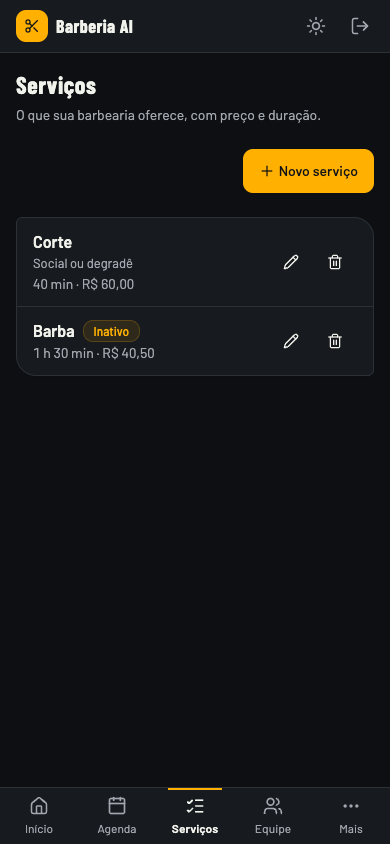 Barberia AI
Serviços
O que sua barbearia oferece, com preço e duração.
Novo serviço
Corte
Social ou degradê
40 min · R$ 60,00
Barba Inativo
1 h 30 min · R$ 40,50
Início Agenda Serviços Equipe Mais